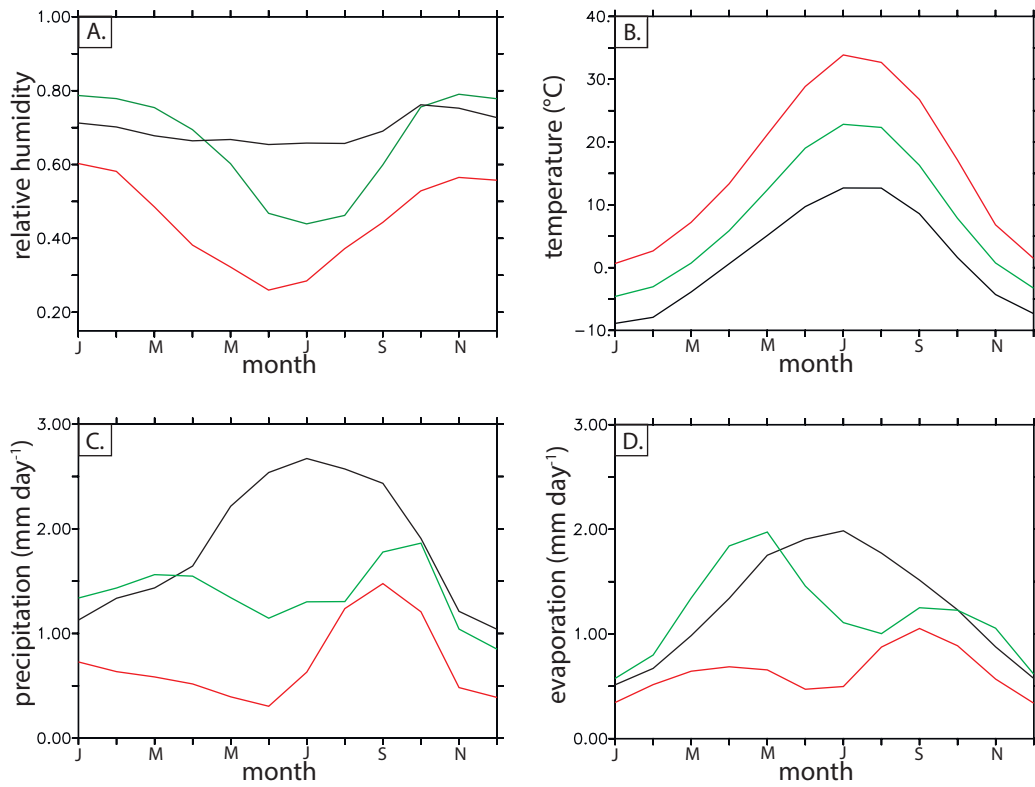 A.
relative humidity
1.00
0.80
0.60
0.40
0.20
J M M J S N
month
B.
temperature (°C)
40.
30.
20.
10.
0.
−10.
J M M J S N
month
C.
precipitation (mm day⁻¹)
3.00
2.00
1.00
0.00
J M M J S N
month
D.
evaporation (mm day⁻¹)
3.00
2.00
1.00
0.00
J M M J S N
month